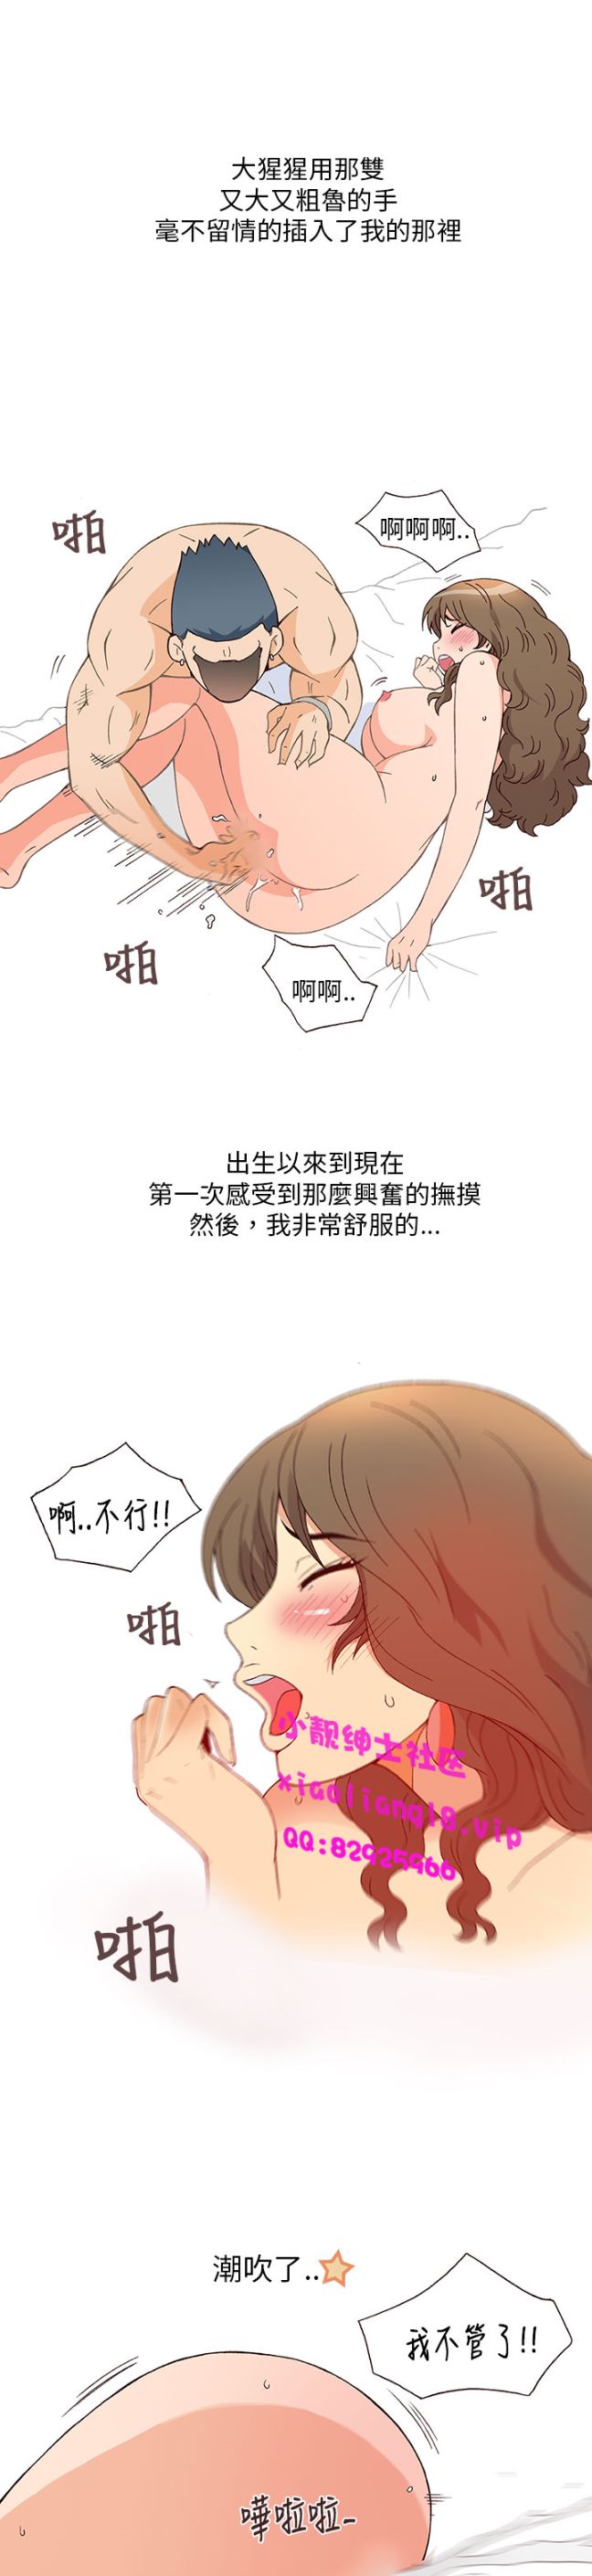 大猩猩用那雙
又大又粗魯的手
毫不留情的插入了我的那裡
啊啊啊..
啪
啪
啪
啊啊..
出生以來到現在
第一次感受到那麼興奮的撫摸
然後，我非常舒服的...
啊..不行!!
啪
小靓绅士社区
xiaoliang18.vip
QQ:82925966
啪
潮吹了..
我不管了!!
嘩啦啦~